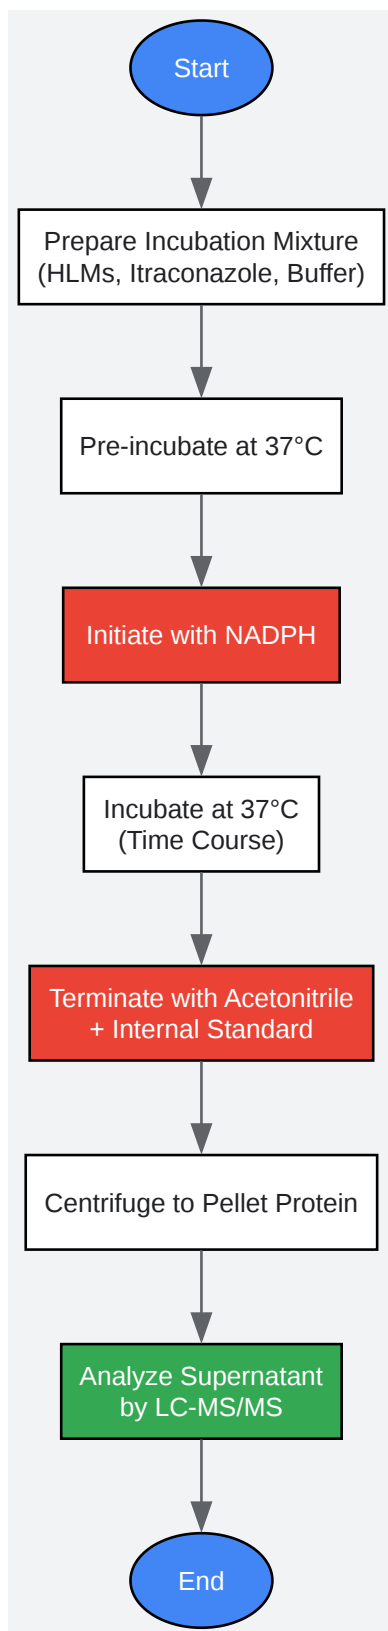 Start
Prepare Incubation Mixture
(HLMs, Itraconazole, Buffer)
Pre-incubate at 37°C
Initiate with NADPH
Incubate at 37°C
(Time Course)
Terminate with Acetonitrile
+ Internal Standard
Centrifuge to Pellet Protein
Analyze Supernatant
by LC-MS/MS
End